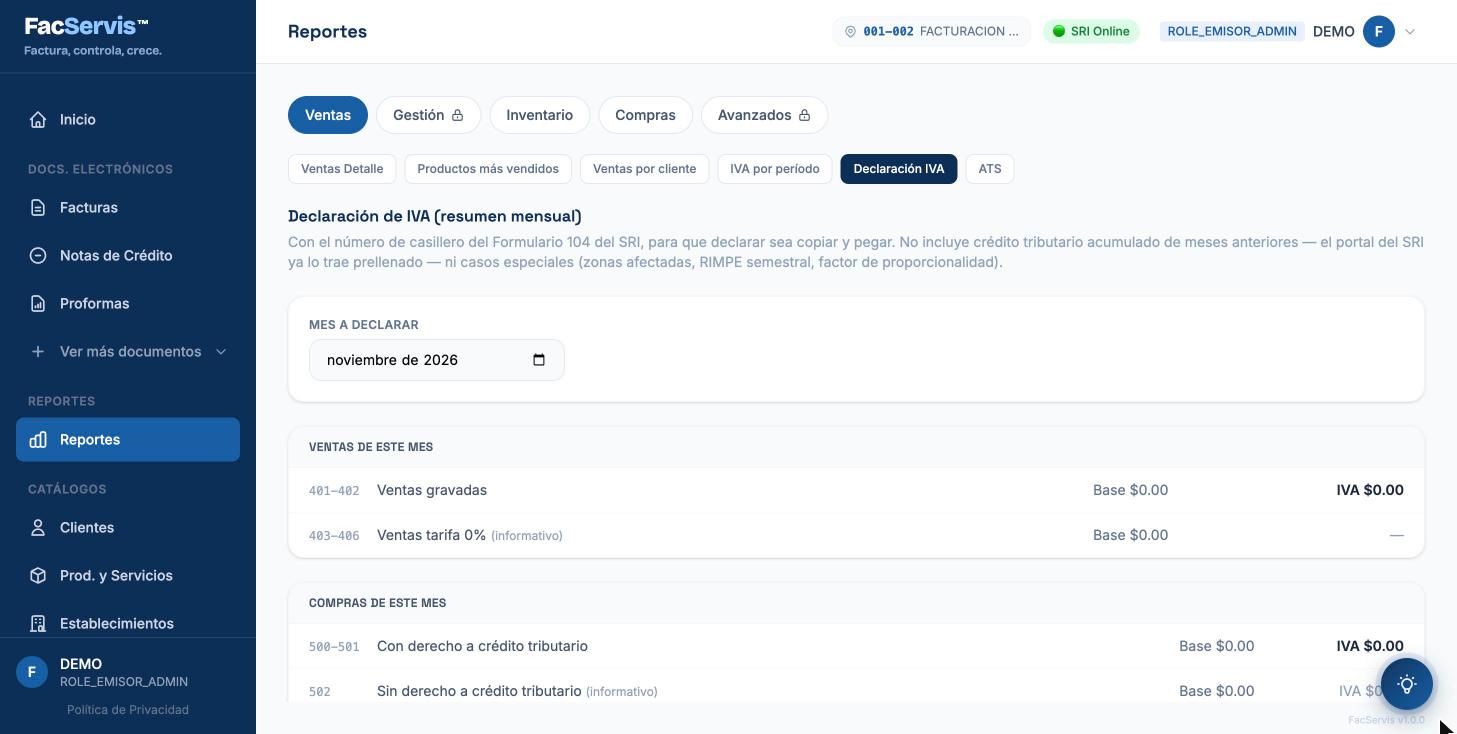 FacServis™
Factura, controla, crece.
Inicio
DOCS. ELECTRÓNICOS
Facturas
Notas de Crédito
Proformas
Ver más documentos
REPORTES
Reportes
CATÁLOGOS
Clientes
Prod. y Servicios
Establecimientos
F DEMO
ROLE_EMISOR_ADMIN
Política de Privacidad
Reportes
001-002 FACTURACION ...
SRI Online
ROLE_EMISOR_ADMIN DEMO F
Ventas Gestión Inventario Compras Avanzados
Ventas Detalle Productos más vendidos Ventas por cliente IVA por período Declaración IVA ATS
Declaración de IVA (resumen mensual)
Con el número de casillero del Formulario 104 del SRI, para que declarar sea copiar y pegar. No incluye crédito tributario acumulado de meses anteriores — el portal del SRI
ya lo trae prellenado — ni casos especiales (zonas afectadas, RIMPE semestral, factor de proporcionalidad).
MES A DECLARAR
noviembre de 2026
VENTAS DE ESTE MES
401-402 Ventas gravadas Base $0.00 IVA $0.00
403-406 Ventas tarifa 0% (informativo) Base $0.00 —
COMPRAS DE ESTE MES
500-501 Con derecho a crédito tributario Base $0.00 IVA $0.00
502 Sin derecho a crédito tributario (informativo) Base $0.00 IVA $0
FacServis v1.0.0